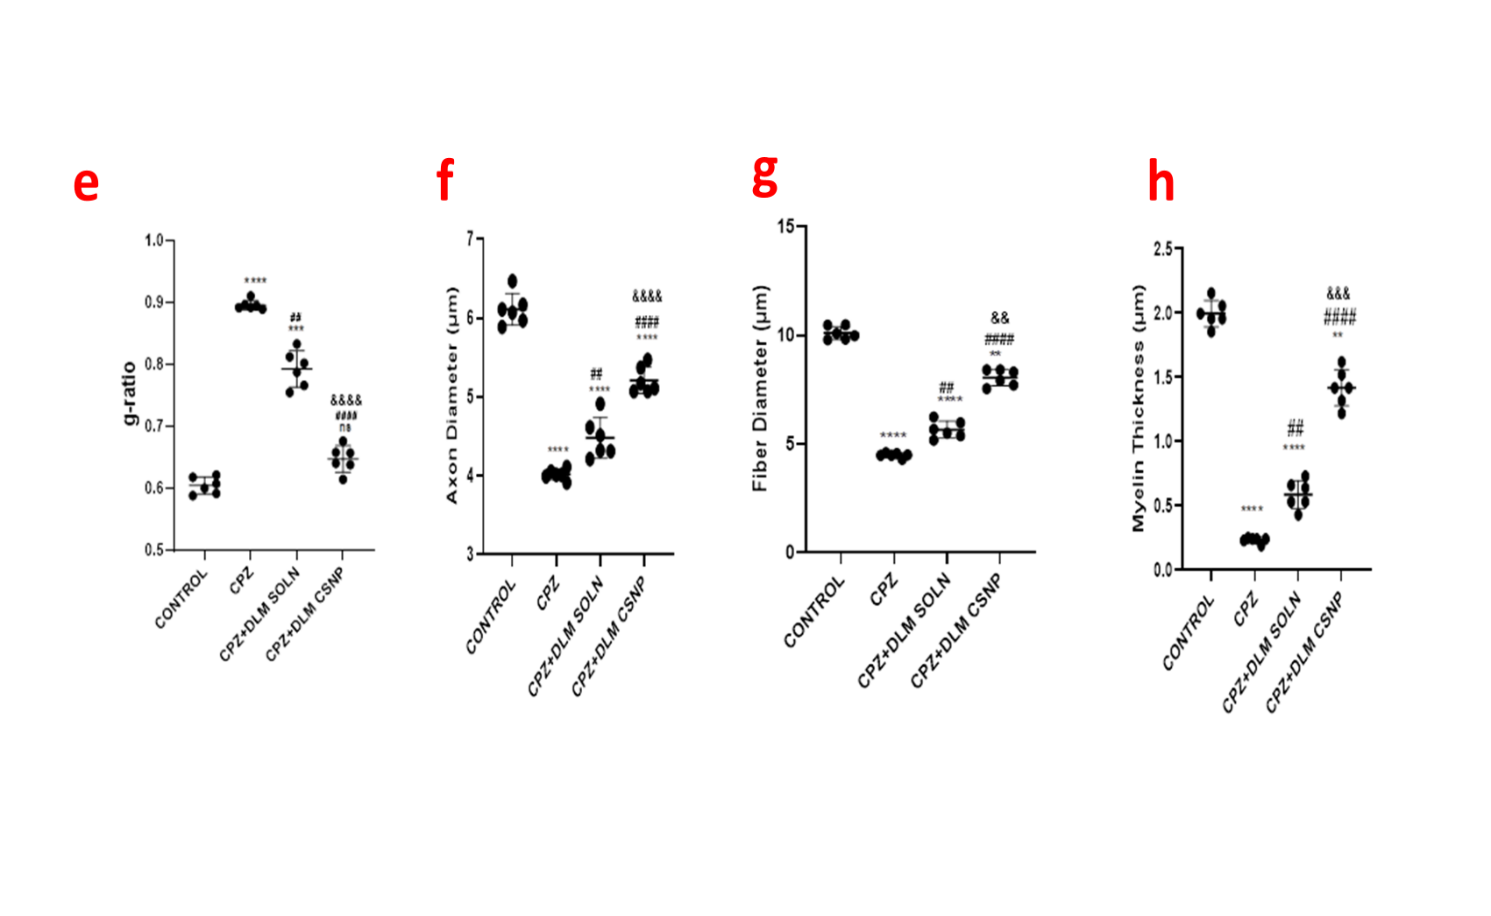 e
g-ratio
1.0
0.9
0.8
0.7
0.6
0.5
****
##
***
&&&&
####
ns
CONTROL
CPZ
CPZ+DLM SOLN
CPZ+DLM CSNP
f
Axon Diameter (μm)
7
6
5
4
3
****
##
****
&&&&
####
****
CONTROL
CPZ
CPZ+DLM SOLN
CPZ+DLM CSNP
g
Fiber Diameter (μm)
15
10
5
0
****
##
****
&&
####
**
CONTROL
CPZ
CPZ+DLM SOLN
CPZ+DLM CSNP
h
Myelin Thickness (μm)
2.5
2.0
1.5
1.0
0.5
0.0
****
##
****
&&&
####
**
CONTROL
CPZ
CPZ+DLM SOLN
CPZ+DLM CSNP